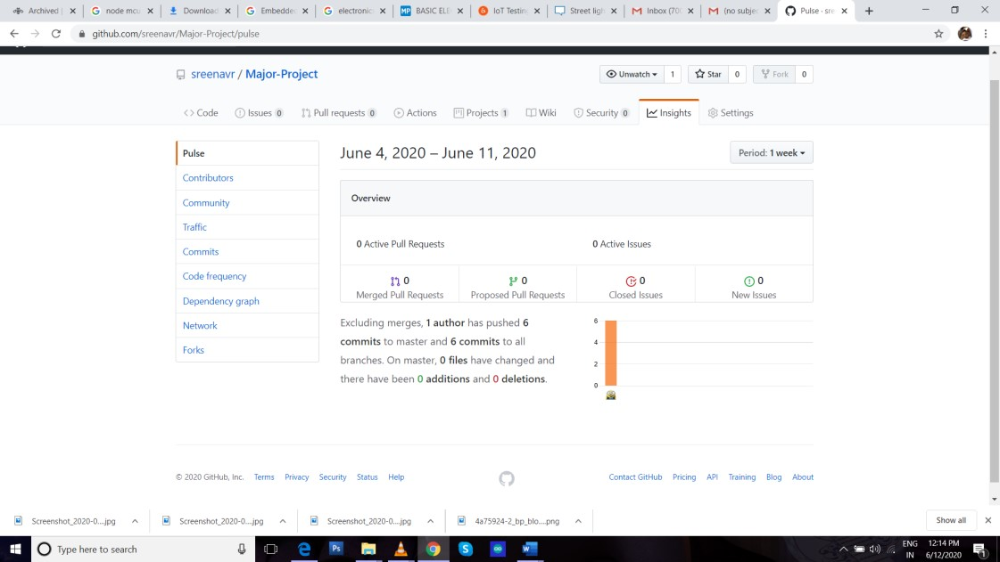 Archived
node mcu
Download
Embedde
electronic
MP BASIC ELE
IoT Testin
Street ligh
Inbox (70
(no subje
Pulse · sre
github.com/sreenavr/Major-Project/pulse
sreenavr / Major-Project
Unwatch 1 Star 0 Fork 0
Code Issues 0 Pull requests 0 Actions Projects 1 Wiki Security 0 Insights Settings
Pulse
Contributors
Community
Traffic
Commits
Code frequency
Dependency graph
Network
Forks
June 4, 2020 – June 11, 2020
Period: 1 week
Overview
0 Active Pull Requests
0 Active Issues
0 Merged Pull Requests
0 Proposed Pull Requests
0 Closed Issues
0 New Issues
Excluding merges, 1 author has pushed 6
commits to master and 6 commits to all
branches. On master, 0 files have changed and
there have been 0 additions and 0 deletions.
6
4
2
0
© 2020 GitHub, Inc. Terms Privacy Security Status Help
Contact GitHub Pricing API Training Blog About
Screenshot_2020-0....jpg
Screenshot_2020-0....jpg
Screenshot_2020-0....jpg
4a75924-2_bp_blo....png
Show all
Type here to search
Ps
ENG
IN
12:14 PM
6/12/2020
1